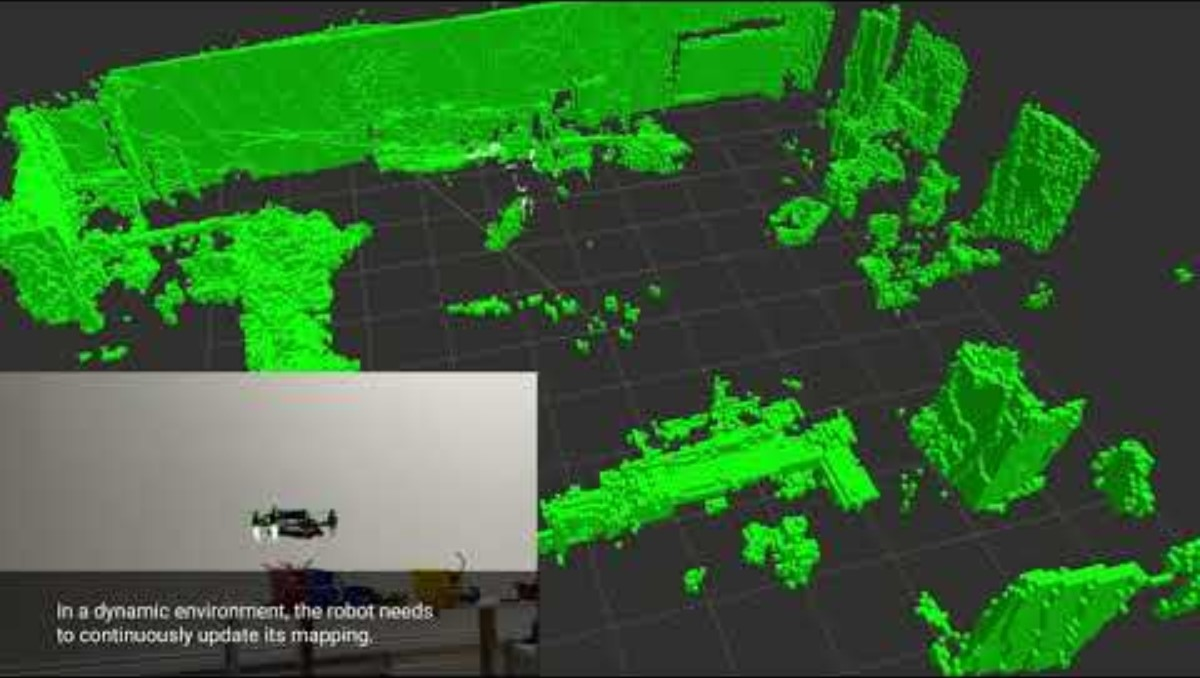 In a dynamic environment, the robot needs
to continuously update its mapping.